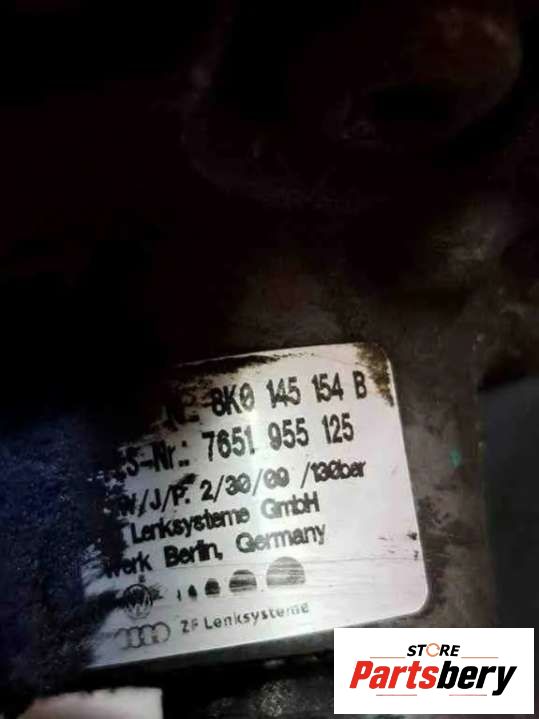 8K0 145 154 B
S-Nr.: 7651 955 125
W/J/P. 2/30/09 /130bar
Lenksysteme GmbH
Werk Berlin, Germany
ZF Lenksysteme
STORE
Partsbery